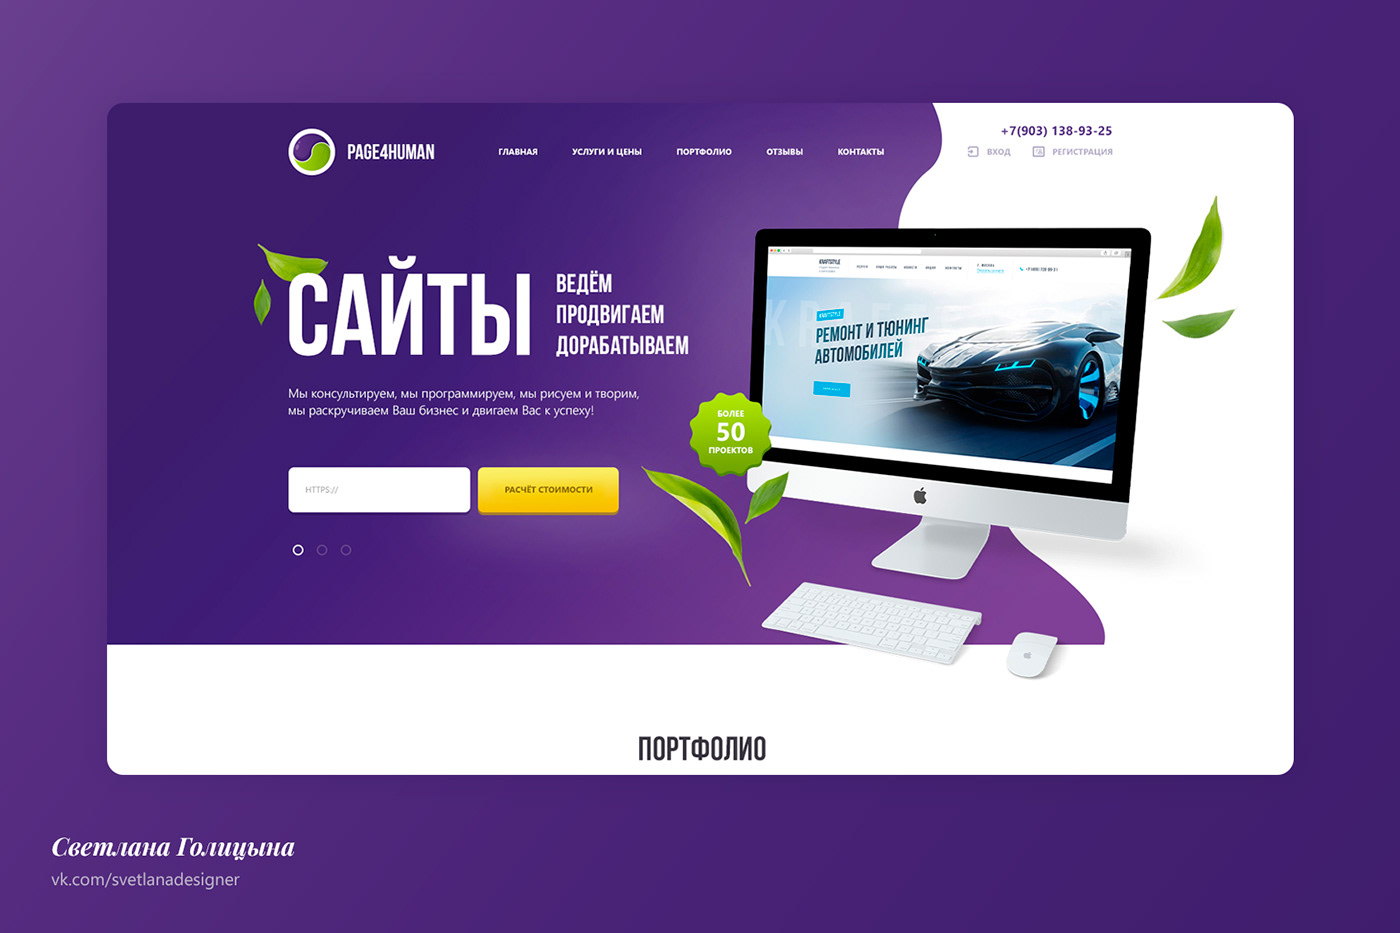 PAGE4HUMAN
ГЛАВНАЯ УСЛУГИ И ЦЕНЫ ПОРТФОЛИО ОТЗЫВЫ КОНТАКТЫ
+7(903) 138-93-25
ВХОД РЕГИСТРАЦИЯ
САЙТЫ
ВЕДЁМ
ПРОДВИГАЕМ
ДОРАБАТЫВАЕМ
Мы консультируем, мы программируем, мы рисуем и творим,
мы раскручиваем Ваш бизнес и двигаем Вас к успеху!
HTTPS://
РАСЧЁТ СТОИМОСТИ
БОЛЕЕ
50
ПРОЕКТОВ
KRAFTSTYLE
KRAFTSTYLE
РЕМОНТ И ТЮНИНГ
АВТОМОБИЛЕЙ
ПОРТФОЛИО
Светлана Голицына
vk.com/svetlanadesigner